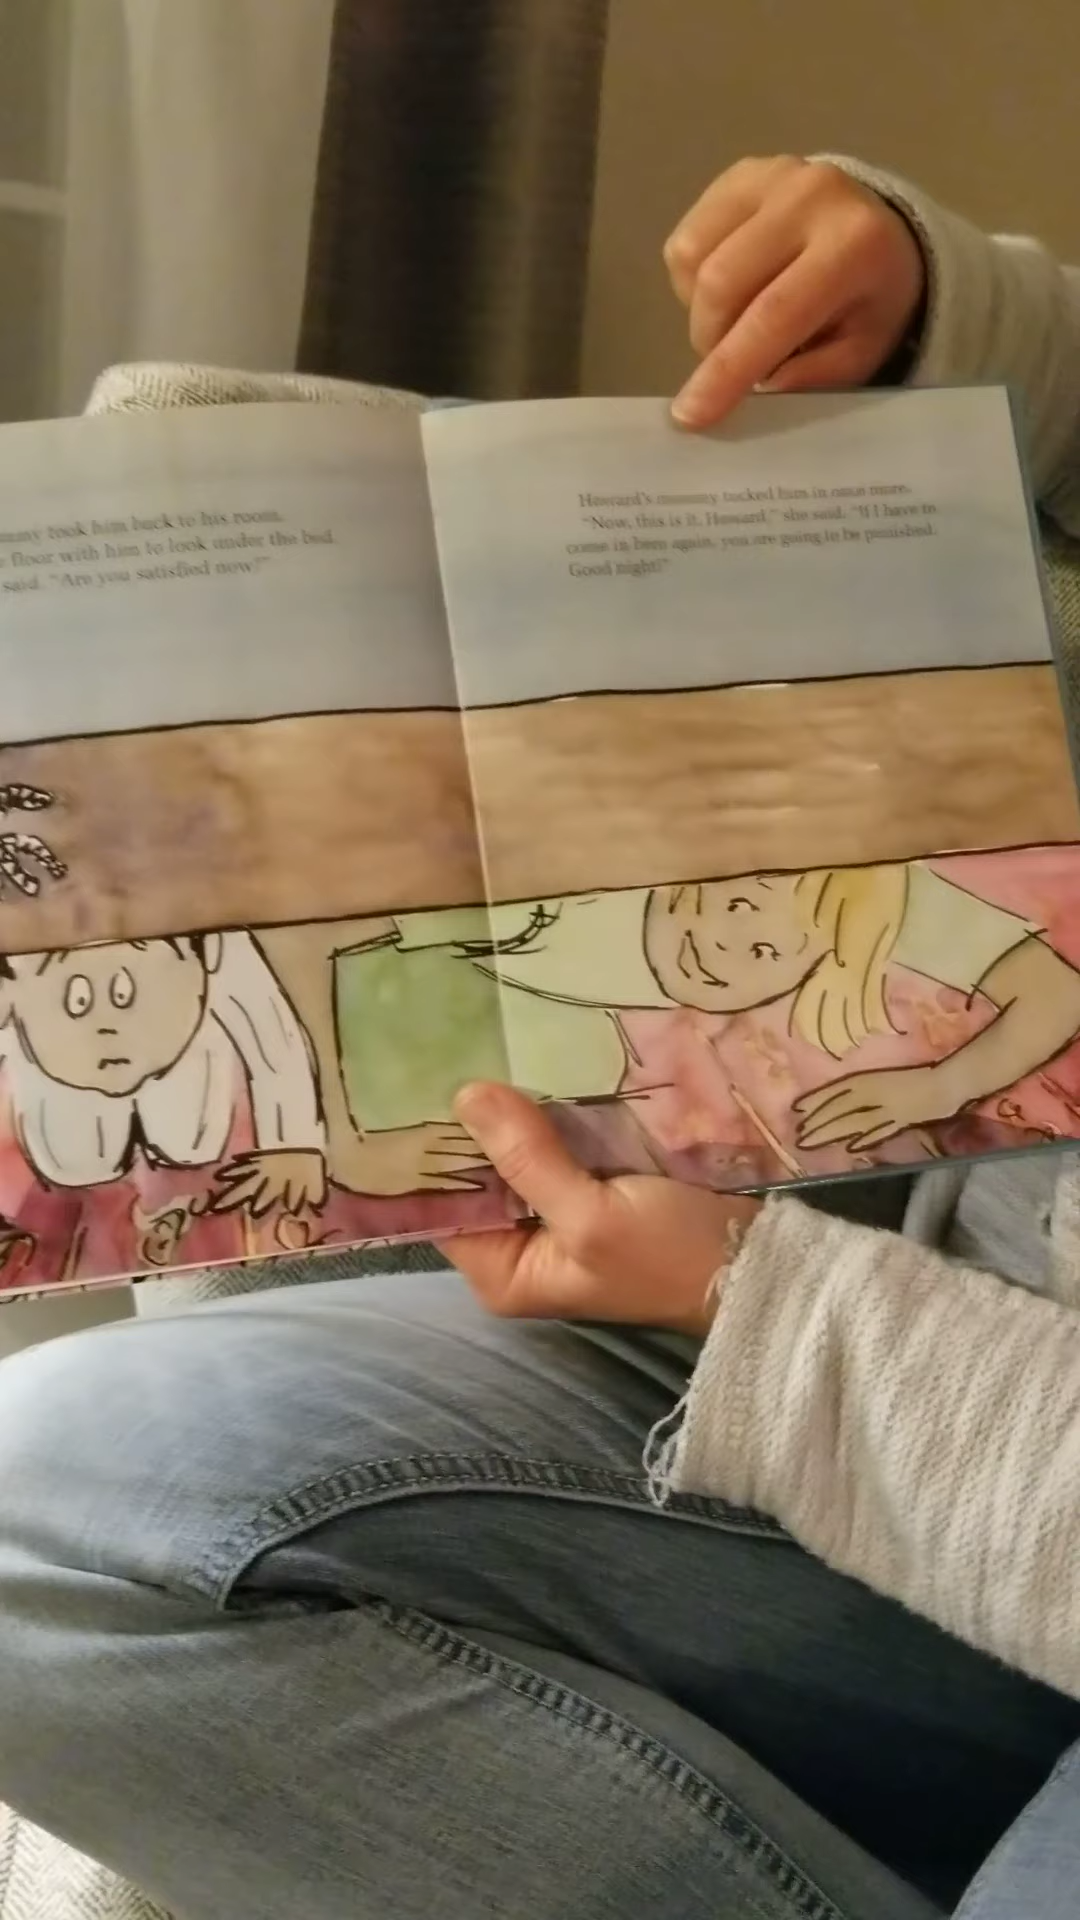 took him back to his room.
floor with him to look under the bed.
said. "Are you satisfied now?"
Howard's mommy tucked him in once more.
"Now, this is it, Howard," she said. "If I have to
come in here again, you are going to be punished.
Good night!"